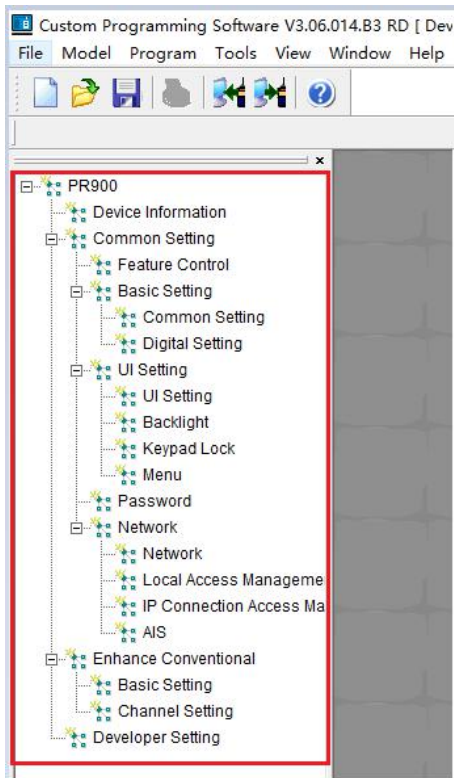 Custom Programming Software V3.06.014.B3 RD [ Dev
File Model Program Tools View Window Help
PR900
Device Information
Common Setting
Feature Control
Basic Setting
Common Setting
Digital Setting
UI Setting
UI Setting
Backlight
Keypad Lock
Menu
Password
Network
Network
Local Access Manageme
IP Connection Access Ma
AIS
Enhance Conventional
Basic Setting
Channel Setting
Developer Setting